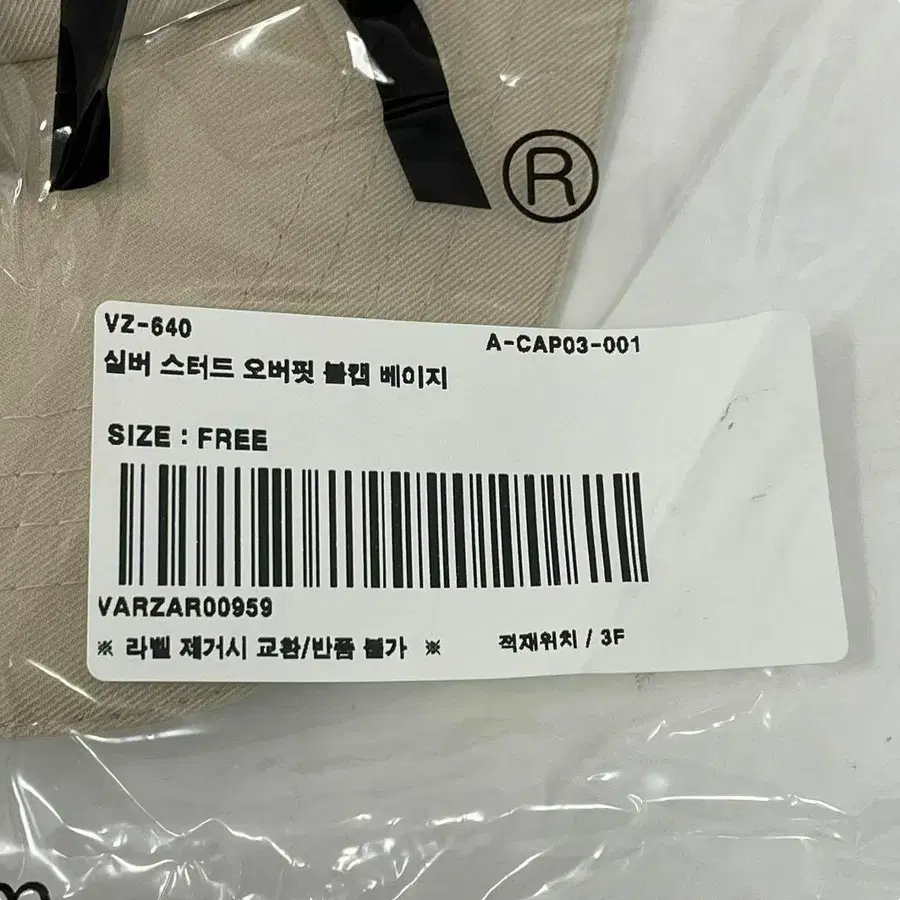 ®
VZ-640
A-CAP03-001
실버 스터드 오버핏 볼캡 베이지
SIZE : FREE
VARZAR00959
※ 라벨 제거시 교환/반품 불가 ※
적재위치 / 3F